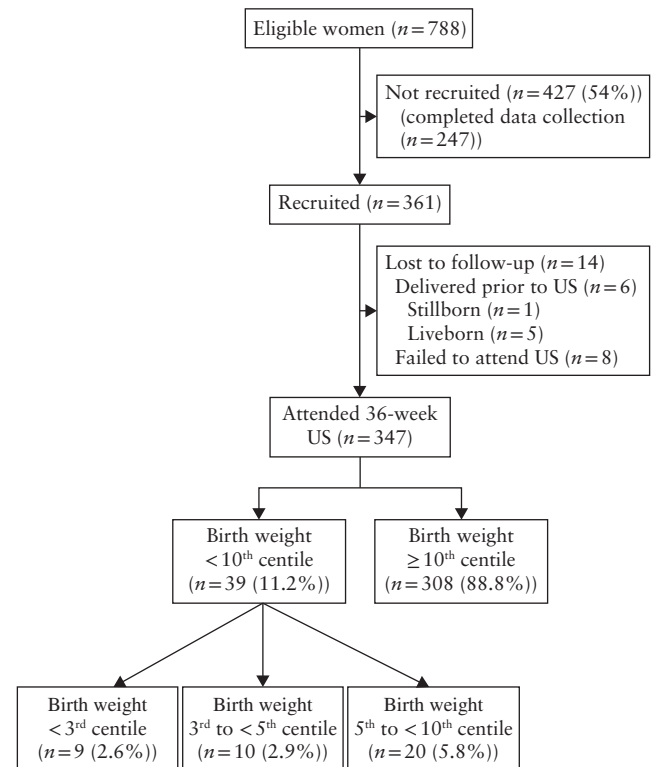 Eligible women (n=788)
Not recruited (n=427 (54%))
(completed data collection
(n=247))
Recruited (n=361)
Lost to follow-up (n=14)
Delivered prior to US (n=6)
Stillborn (n=1)
Liveborn (n=5)
Failed to attend US (n=8)
Attended 36-week
US (n=347)
Birth weight
<10th centile
(n=39 (11.2%))
Birth weight
≥10th centile
(n=308 (88.8%))
Birth weight
<3rd centile
(n=9 (2.6%))
Birth weight
3rd to <5th centile
(n=10 (2.9%))
Birth weight
5th to <10th centile
(n=20 (5.8%))